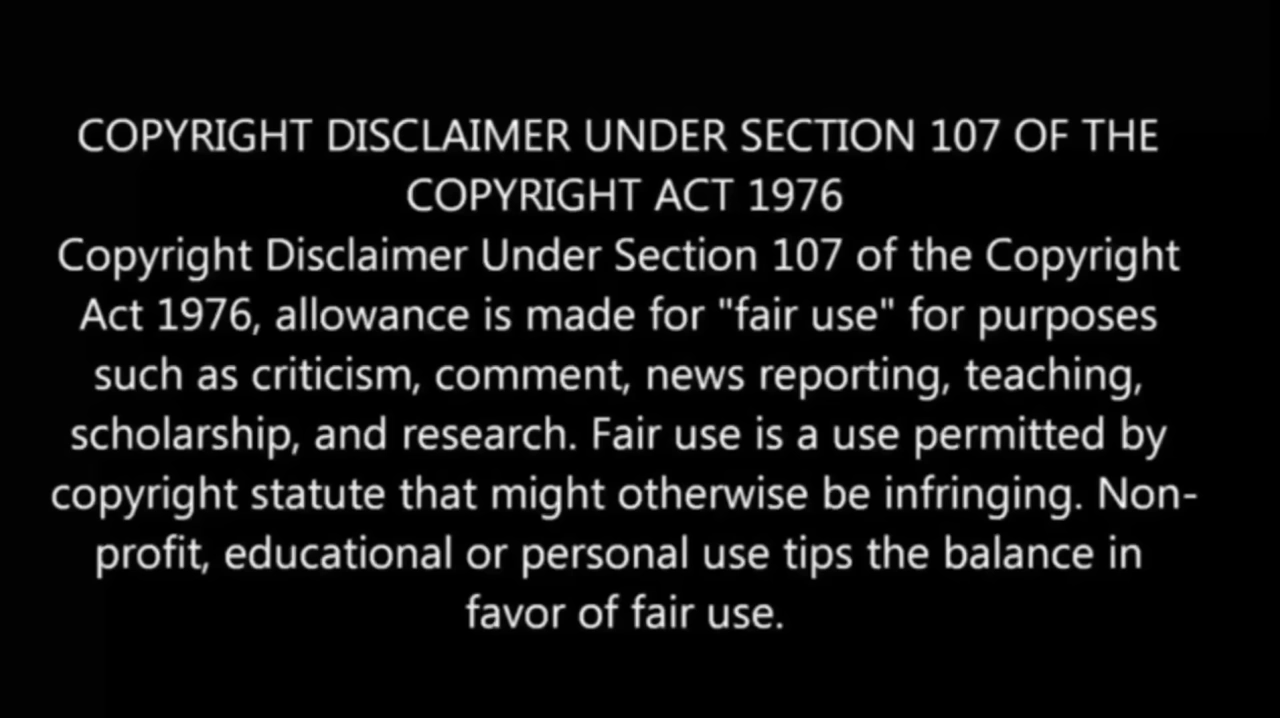 COPYRIGHT DISCLAIMER UNDER SECTION 107 OF THE
COPYRIGHT ACT 1976
Copyright Disclaimer Under Section 107 of the Copyright
Act 1976, allowance is made for "fair use" for purposes
such as criticism, comment, news reporting, teaching,
scholarship, and research. Fair use is a use permitted by
copyright statute that might otherwise be infringing. Non-
profit, educational or personal use tips the balance in
favor of fair use.